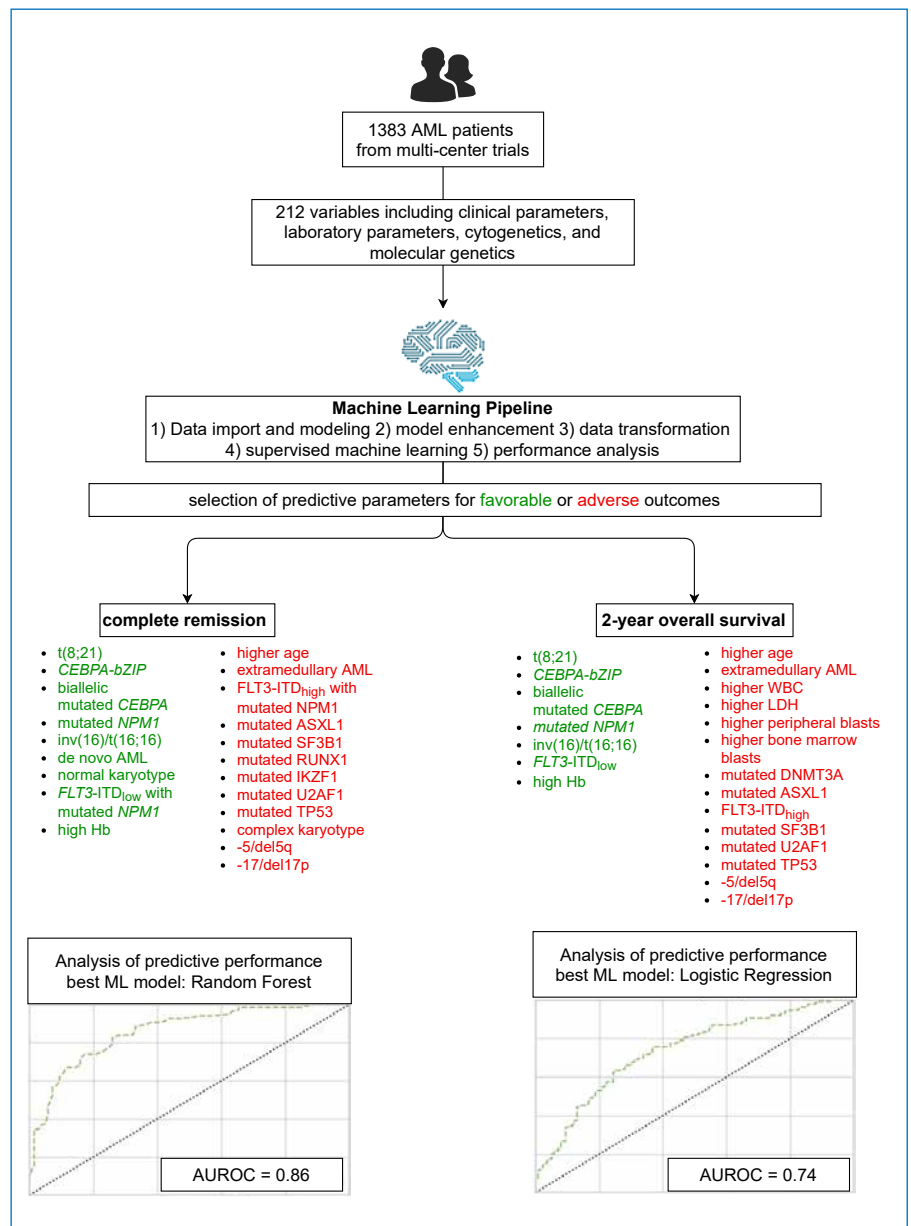 1383 AML patients
from multi-center trials
212 variables including clinical parameters,
laboratory parameters, cytogenetics, and
molecular genetics
Machine Learning Pipeline
1) Data import and modeling 2) model enhancement 3) data transformation
4) supervised machine learning 5) performance analysis
selection of predictive parameters for favorable or adverse outcomes
complete remission
• t(8;21)
• CEBPA-bZIP
• biallelic
mutated CEBPA
• mutated NPM1
• inv(16)/t(16;16)
• de novo AML
• normal karyotype
• FLT3-ITDlow with
mutated NPM1
• high Hb
• higher age
• extramedullary AML
• FLT3-ITDhigh with
mutated NPM1
• mutated ASXL1
• mutated SF3B1
• mutated RUNX1
• mutated IKZF1
• mutated U2AF1
• mutated TP53
• complex karyotype
• -5/del5q
• -17/del17p
2-year overall survival
• t(8;21)
• CEBPA-bZIP
• biallelic
mutated CEBPA
• mutated NPM1
• inv(16)/t(16;16)
• FLT3-ITDlow
• high Hb
• higher age
• extramedullary AML
• higher WBC
• higher LDH
• higher peripheral blasts
• higher bone marrow
blasts
• mutated DNMT3A
• mutated ASXL1
• FLT3-ITDhigh
• mutated SF3B1
• mutated U2AF1
• mutated TP53
• -5/del5q
• -17/del17p
Analysis of predictive performance
best ML model: Random Forest
AUROC = 0.86
Analysis of predictive performance
best ML model: Logistic Regression
AUROC = 0.74